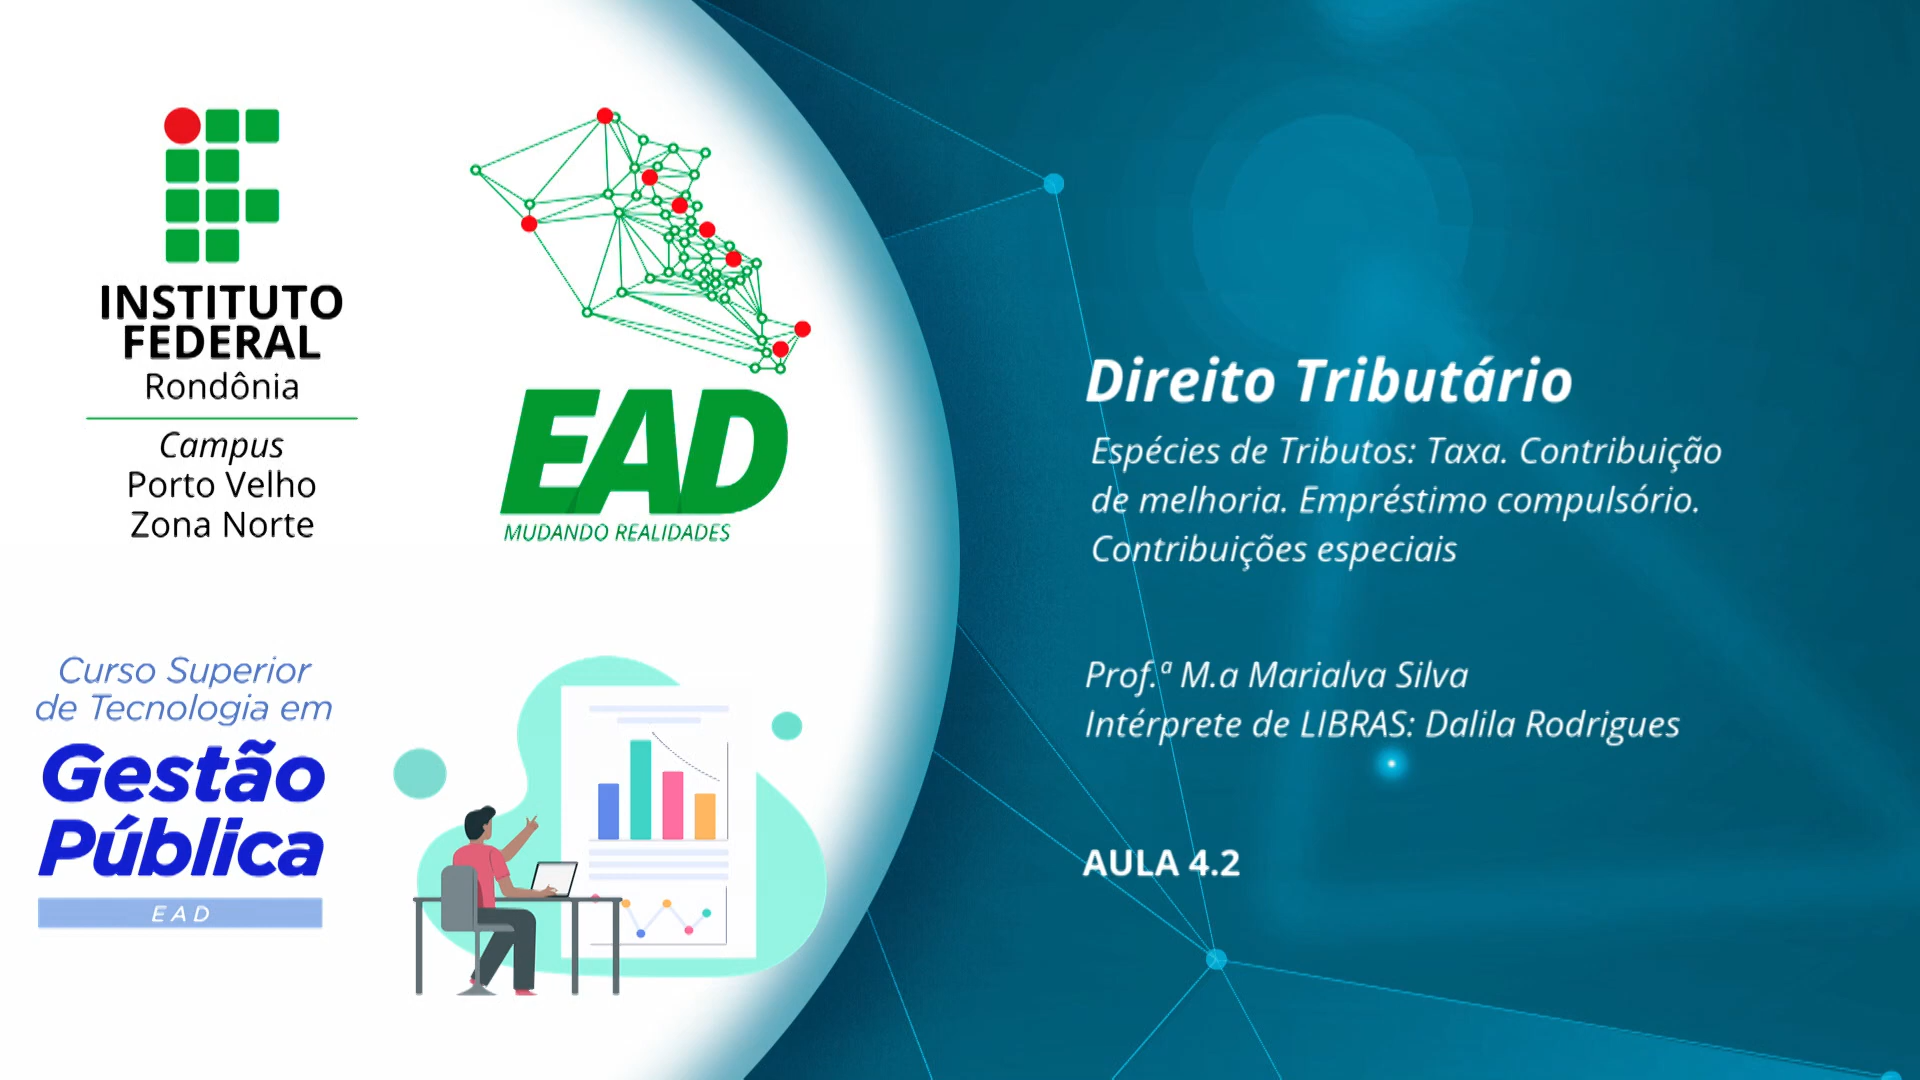 INSTITUTO
FEDERAL
Rondônia
Campus
Porto Velho
Zona Norte
EAD
MUDANDO REALIDADES
Curso Superior
de Tecnologia em
Gestão
Pública
EAD
Direito Tributário
Espécies de Tributos: Taxa. Contribuição
de melhoria. Empréstimo compulsório.
Contribuições especiais
Prof.ª M.a Marialva Silva
Intérprete de LIBRAS: Dalila Rodrigues
AULA 4.2